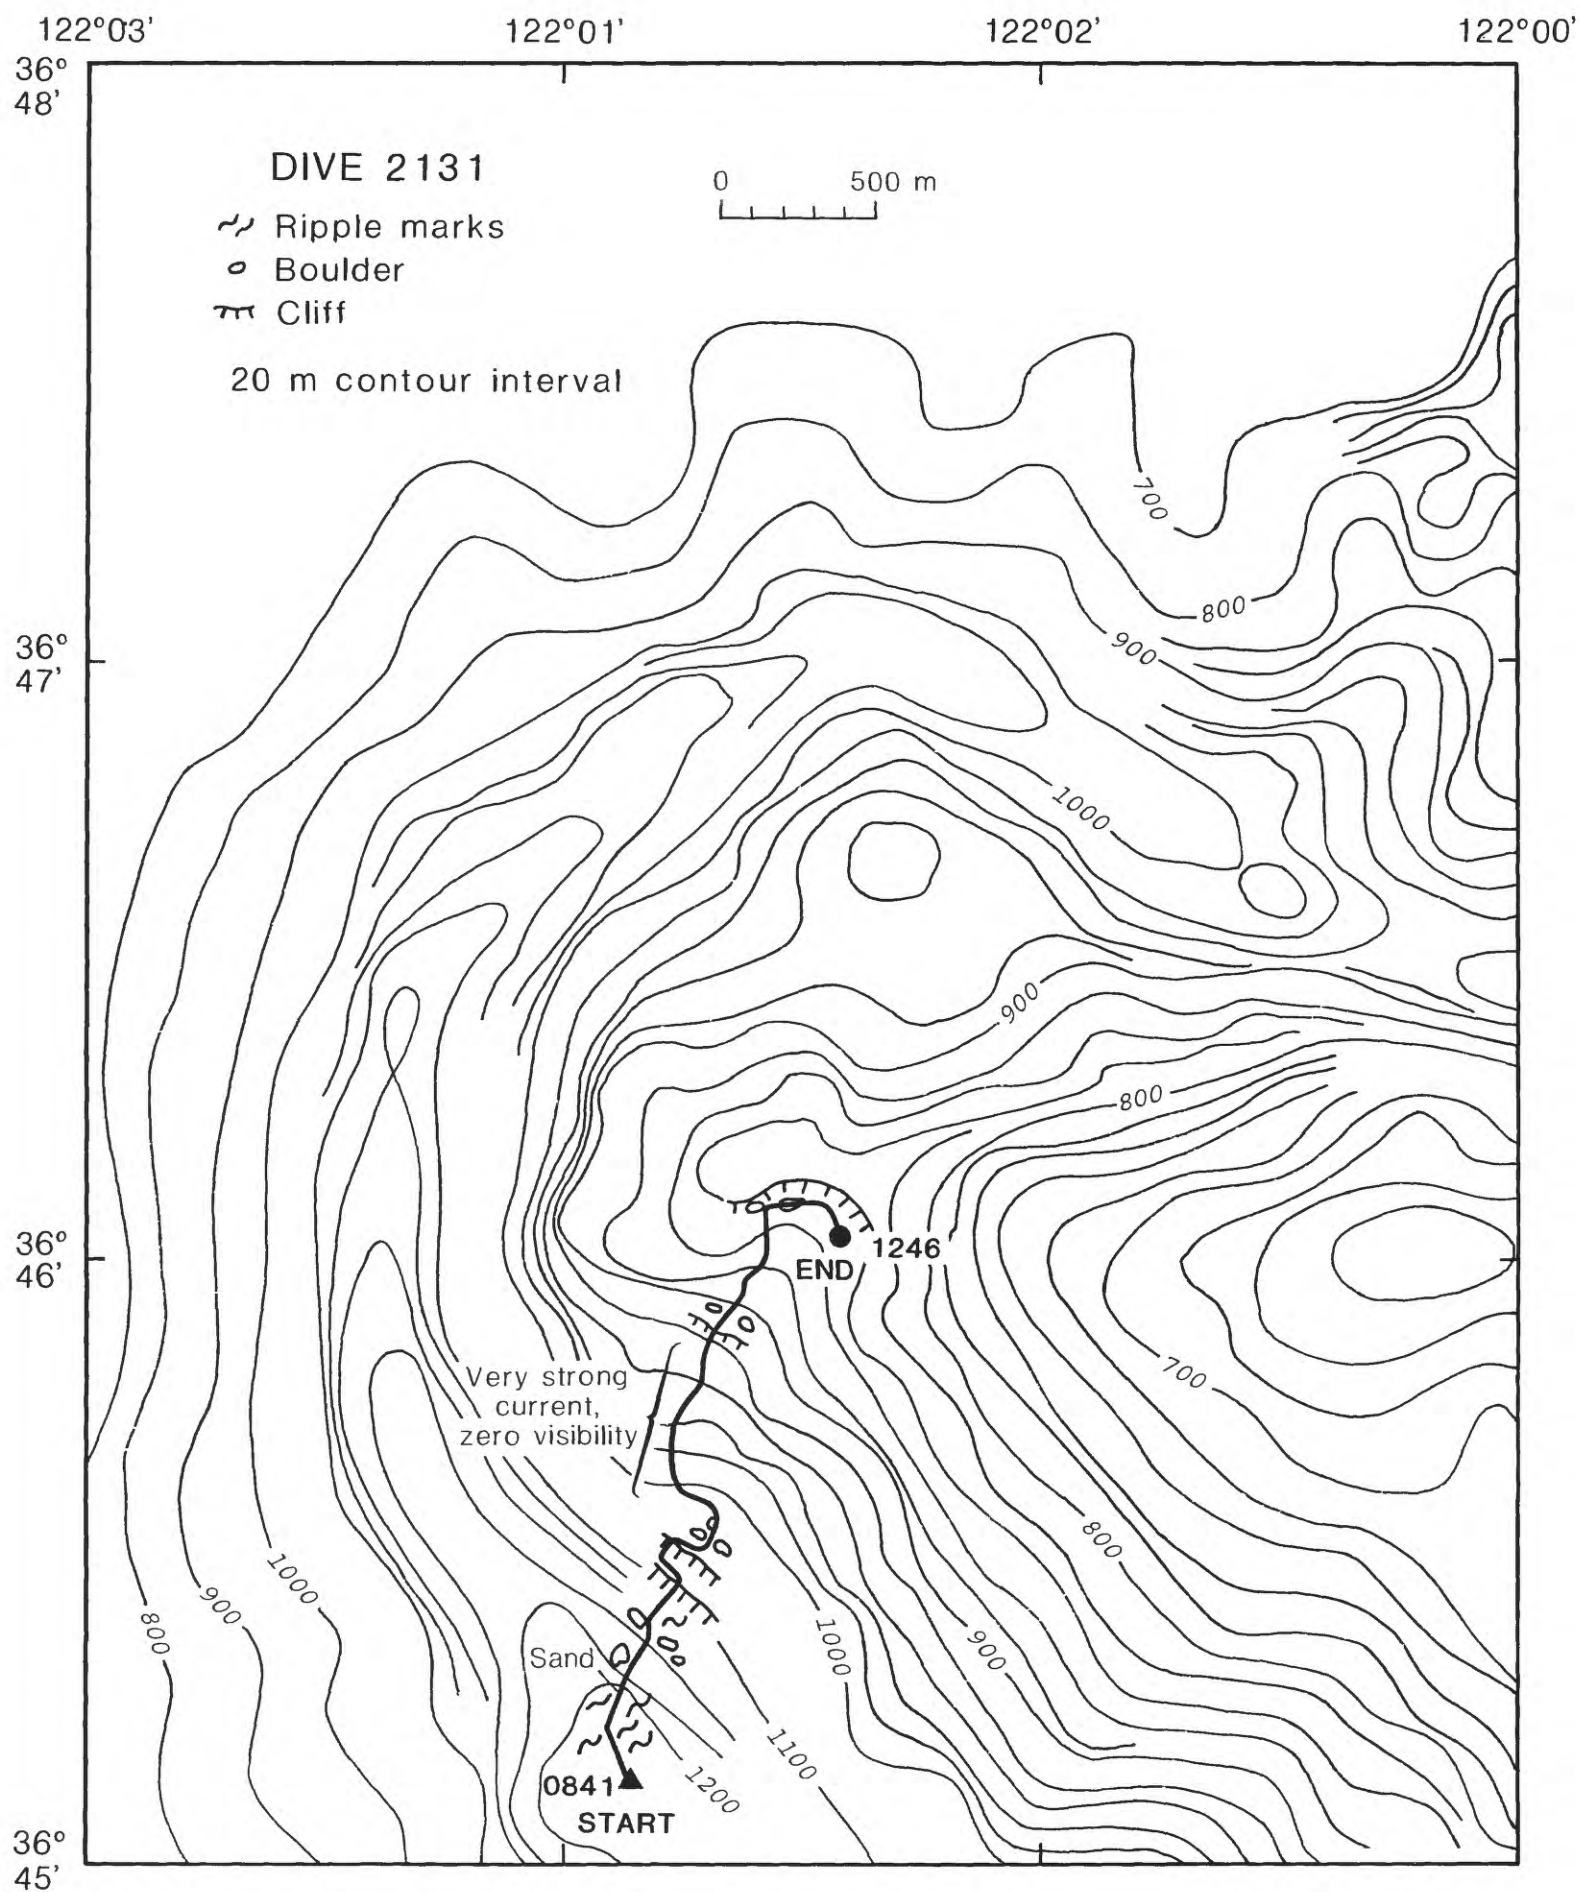 122°03' 122°01' 122°02' 122°00'
36°
48'
DIVE 2131
Ripple marks
Boulder
Cliff
20 m contour interval
0 500 m
700
800
900
36°
47'
1000
900
800
36°
46'
1246
END
700
Very strong
current,
zero visibility
800
1000
900
800
1000
900
Sand
1100
1200
0841
START
36°
45'